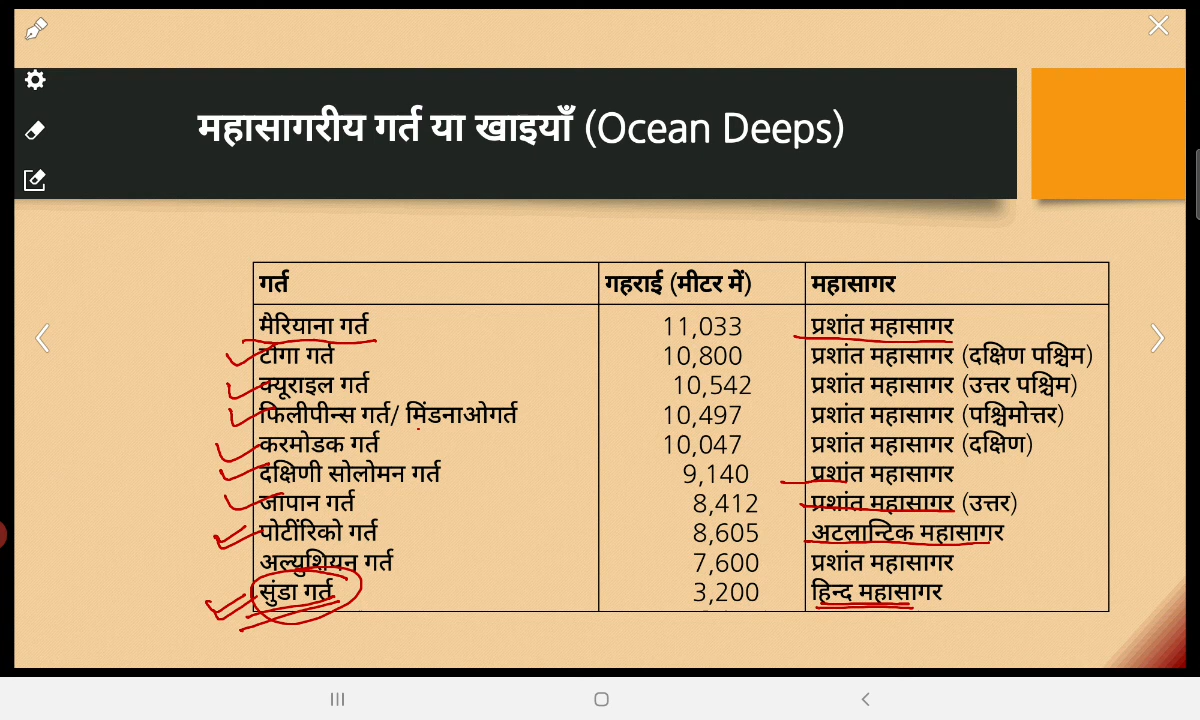 महासागरीय गर्त या खाइयाँ (Ocean Deeps)
गर्त गहराई (मीटर में) महासागर
मैरियाना गर्त 11,033 प्रशांत महासागर
टोंगा गर्त 10,800 प्रशांत महासागर (दक्षिण पश्चिम)
क्यूराइल गर्त 10,542 प्रशांत महासागर (उत्तर पश्चिम)
फिलीपीन्स गर्त/ मिंडनाओगर्त 10,497 प्रशांत महासागर (पश्चिमोत्तर)
करमोडक गर्त 10,047 प्रशांत महासागर (दक्षिण)
दक्षिणी सोलोमन गर्त 9,140 प्रशांत महासागर
जापान गर्त 8,412 प्रशांत महासागर (उत्तर)
पोर्टीरिको गर्त 8,605 अटलान्टिक महासागर
अल्युशियन गर्त 7,600 प्रशांत महासागर
सुंडा गर्त 3,200 हिन्द महासागर